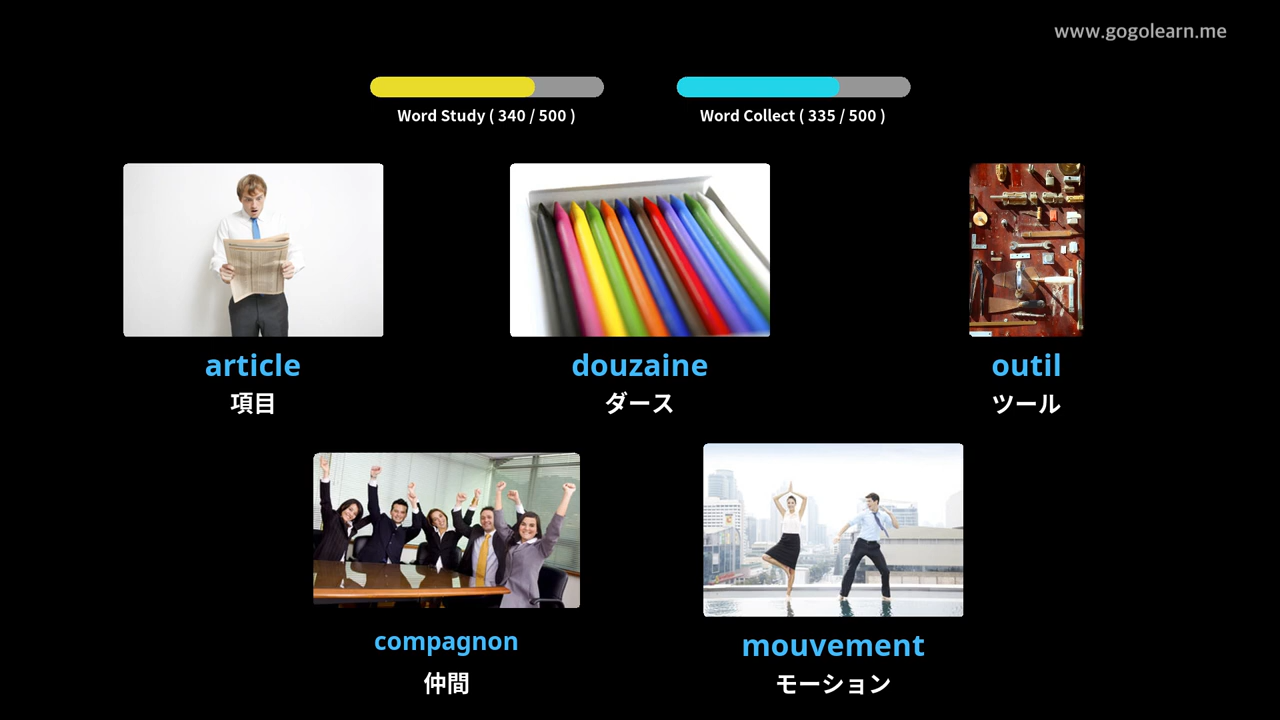 www.gogolearn.me
Word Study ( 340 / 500 )
Word Collect ( 335 / 500 )
article
項目
douzaine
ダース
outil
ツール
compagnon
仲間
mouvement
モーション